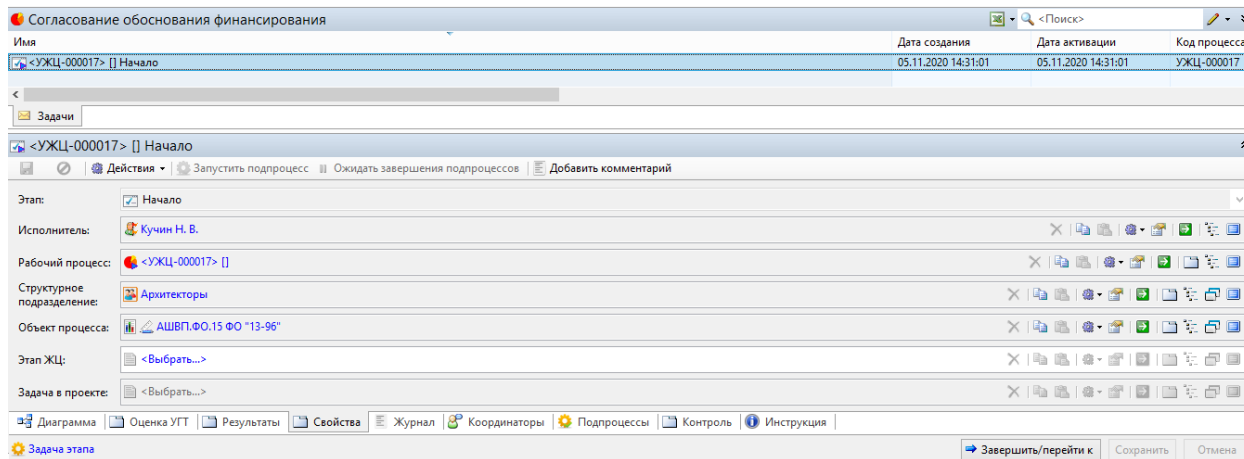 Согласование обоснования финансирования <Поиск>
Имя Дата создания Дата активации Код процесса
<УЖЦ-000017> [] Начало 05.11.2020 14:31:01 05.11.2020 14:31:01 УЖЦ-000017
Задачи
<УЖЦ-000017> [] Начало
Действия Запустить подпроцесс Ожидать завершения подпроцессов Добавить комментарий
Этап: Начало
Исполнитель: Кучин Н. В.
Рабочий процесс: <УЖЦ-000017> []
Структурное
подразделение: Архитекторы
Объект процесса: АШВП.ФО.15 ФО "13-96"
Этап ЖЦ: <Выбрать...>
Задача в проекте: <Выбрать...>
Диаграмма Оценка УГТ Результаты Свойства Журнал Координаторы Подпроцессы Контроль Инструкция
Задача этапа Завершить/перейти к Сохранить Отмена